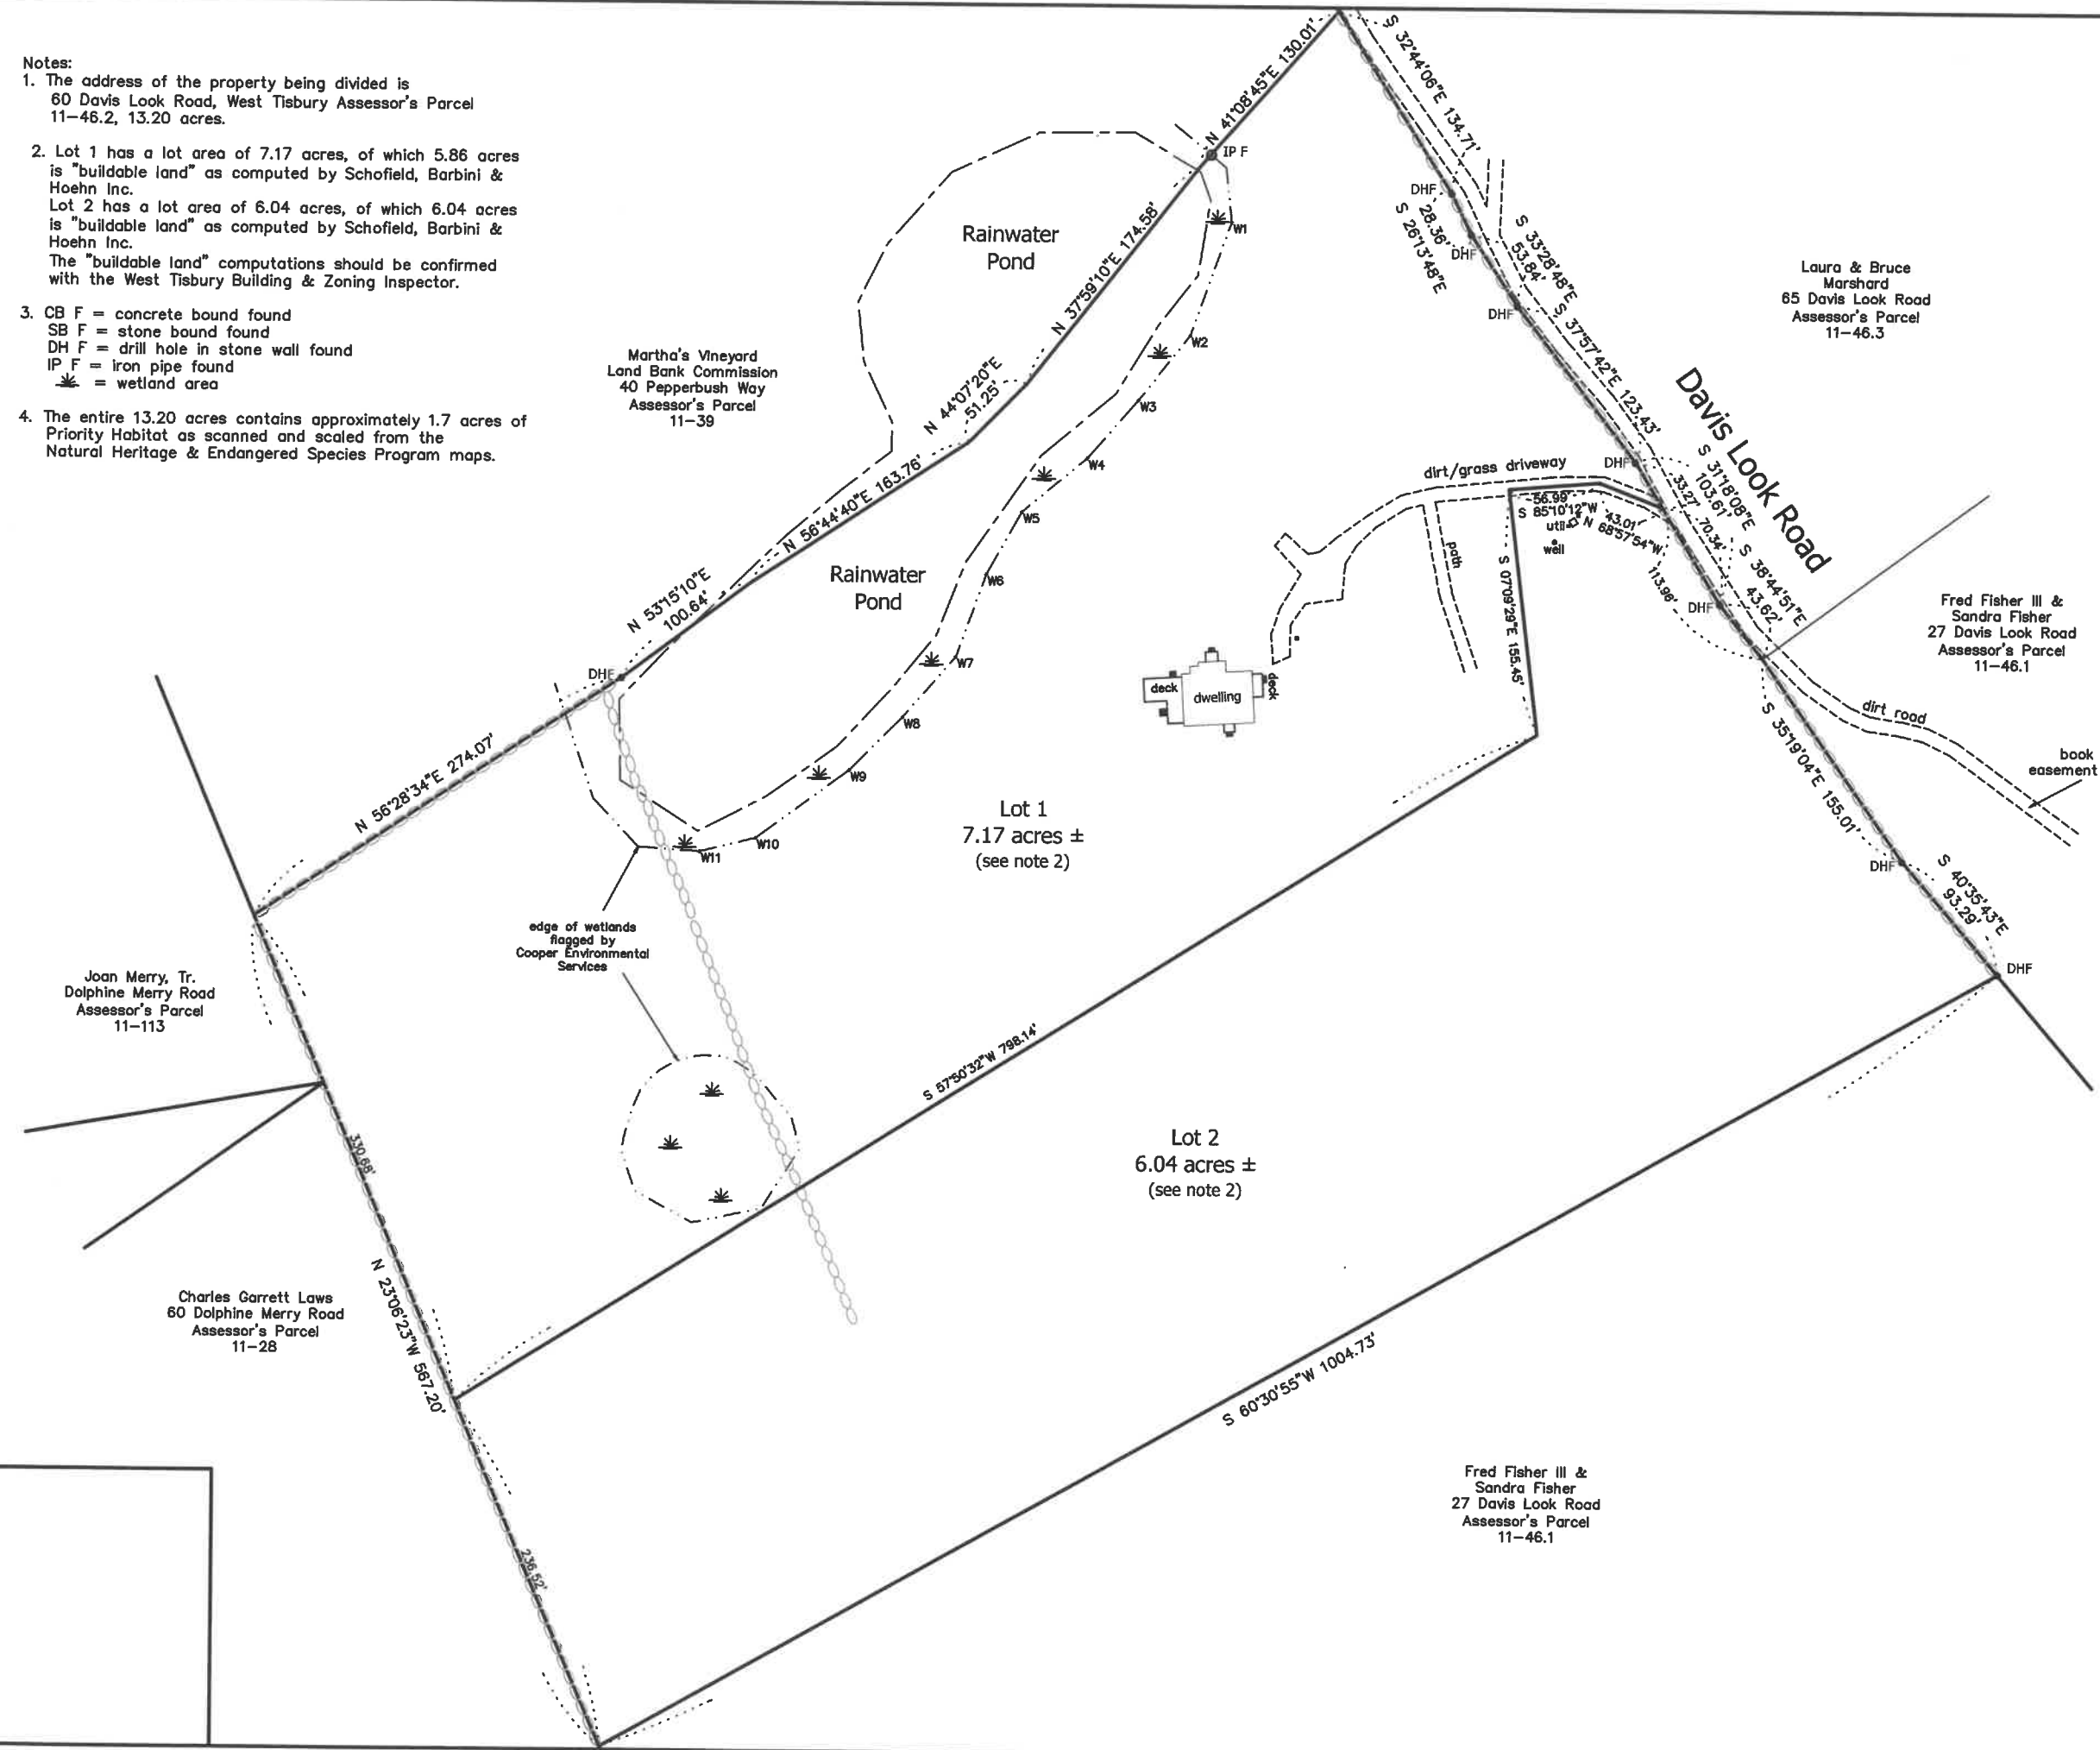 Notes:
1. The address of the property being divided is
60 Davis Look Road, West Tisbury Assessor's Parcel
11-46.2, 13.20 acres.
2. Lot 1 has a lot area of 7.17 acres, of which 5.86 acres
is "buildable land" as computed by Schofield, Barbini &
Hoehn Inc.
Lot 2 has a lot area of 6.04 acres, of which 6.04 acres
is "buildable land" as computed by Schofield, Barbini &
Hoehn Inc.
The "buildable land" computations should be confirmed
with the West Tisbury Building & Zoning Inspector.
3. CB F = concrete bound found
SB F = stone bound found
DH F = drill hole in stone wall found
IP F = iron pipe found
= wetland area
4. The entire 13.20 acres contains approximately 1.7 acres of
Priority Habitat as scanned and scaled from the
Natural Heritage & Endangered Species Program maps.
Martha's Vineyard
Land Bank Commission
40 Pepperbush Way
Assessor's Parcel
11-39
Rainwater
Pond
N 41°08'45"E 130.01'
IP F
N 37°59'10"E 174.58'
N 44°07'20"E
51.25'
N 56°44'40"E 163.76'
N 53°15'10"E
100.64'
DHF
N 56°28'34"E 274.07'
Rainwater
Pond
W1
W2
W3
W4
W5
W6
W7
W8
W9
W10
W11
S 32°44'06"E 134.71'
DHF
28.36'
S 26°13'48"E
DHF
S 33°28'48"E
53.84'
DHF
S 37°57'42"E 123.43'
DHF
S 31°18'08"E
103.61'
33.27'
70.34'
S 38°44'51"E
43.62'
DHF
113.96'
Davis Look Road
Laura & Bruce
Marshard
65 Davis Look Road
Assessor's Parcel
11-46.3
Fred Fisher III &
Sandra Fisher
27 Davis Look Road
Assessor's Parcel
11-46.1
dirt/grass driveway
path
56.99'
S 85°10'12"W
43.01'
N 68°57'54"W
util
well
S 07°09'29"E 155.45'
deck
dwelling
deck
dirt road
book
easement
S 35°19'04"E 155.01'
DHF
S 40°35'43"E
93.29'
DHF
Lot 1
7.17 acres ±
(see note 2)
edge of wetlands
flagged by
Cooper Environmental
Services
Joan Merry, Tr.
Dolphine Merry Road
Assessor's Parcel
11-113
330.68'
N 23°06'23"W 567.20'
Charles Garrett Laws
60 Dolphine Merry Road
Assessor's Parcel
11-28
S 57°50'32"W 798.14'
Lot 2
6.04 acres ±
(see note 2)
S 60°30'55"W 1004.73'
236.52'
Fred Fisher III &
Sandra Fisher
27 Davis Look Road
Assessor's Parcel
11-46.1